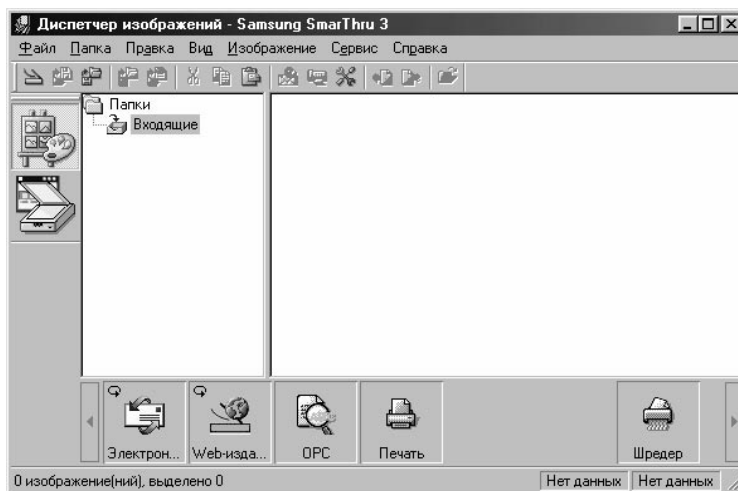 Диспетчер изображений - Samsung SmarThru 3
Файл Папка Правка Вид Изображение Сервис Справка
Папки
Входящие
Электрон... Web-изда... ОРС Печать Шредер
0 изображение(ний), выделено 0 Нет данных Нет данных